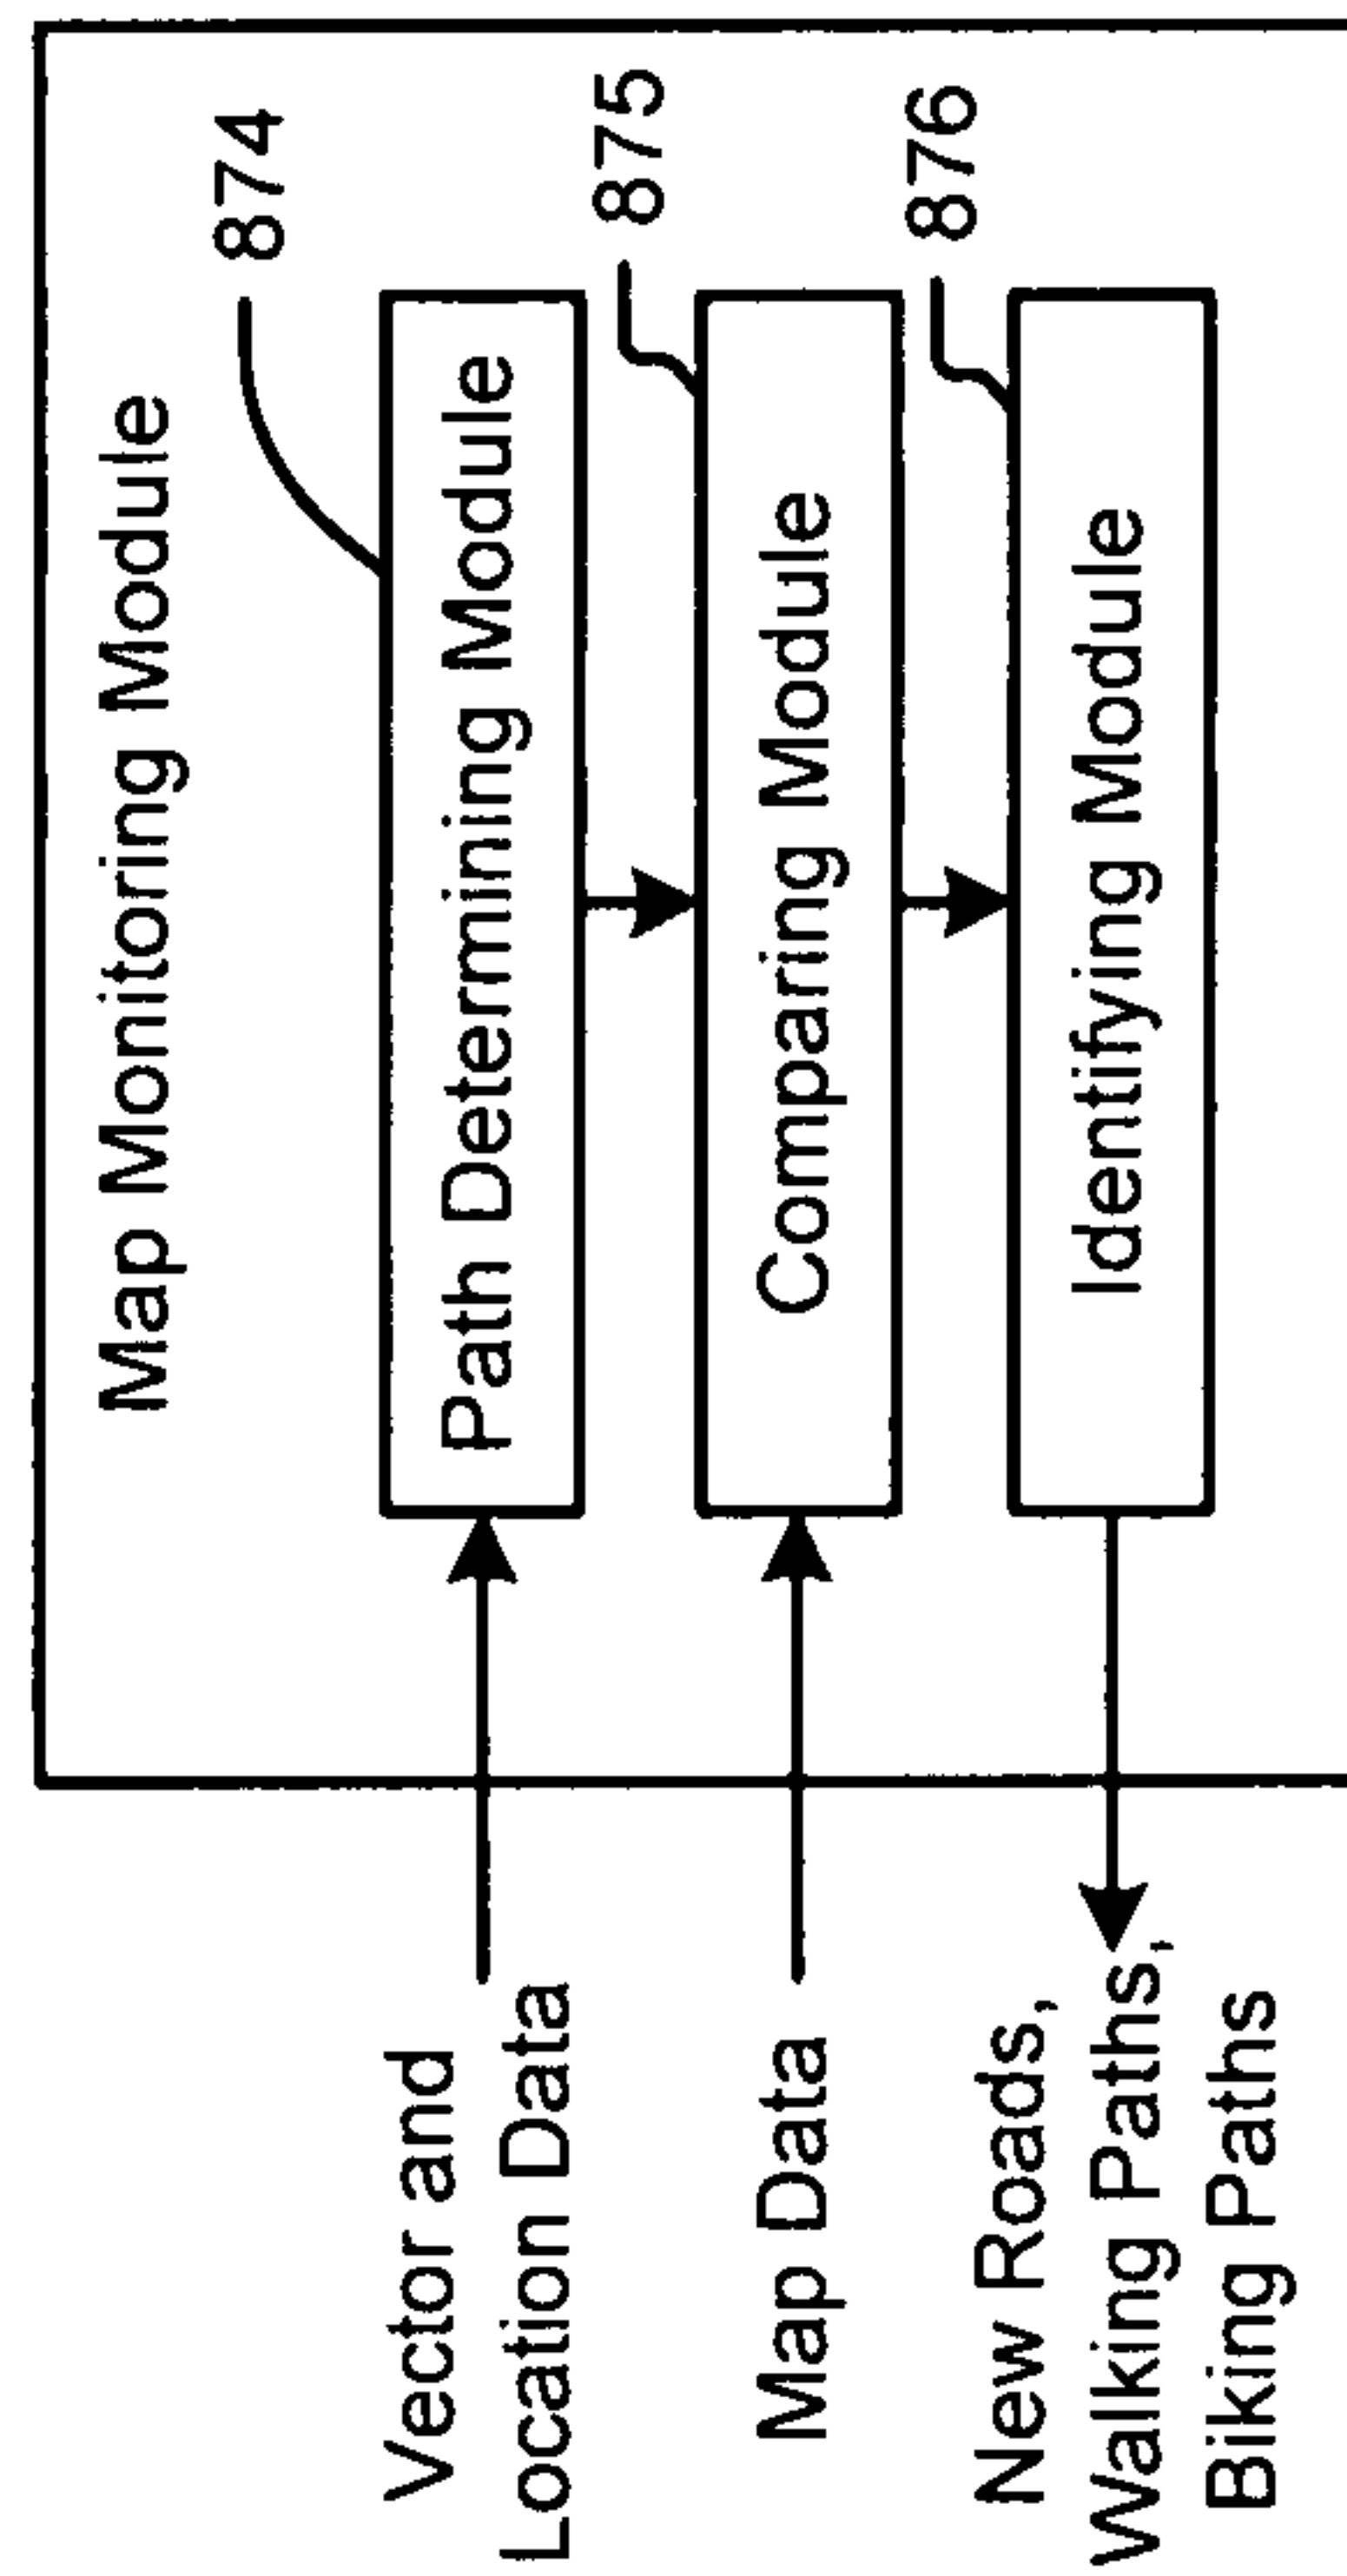 Map Monitoring Module
874
Vector and
Location Data
Path Determining Module
875
Map Data
Comparing Module
876
New Roads,
Walking Paths,
Biking Paths
Identifying Module